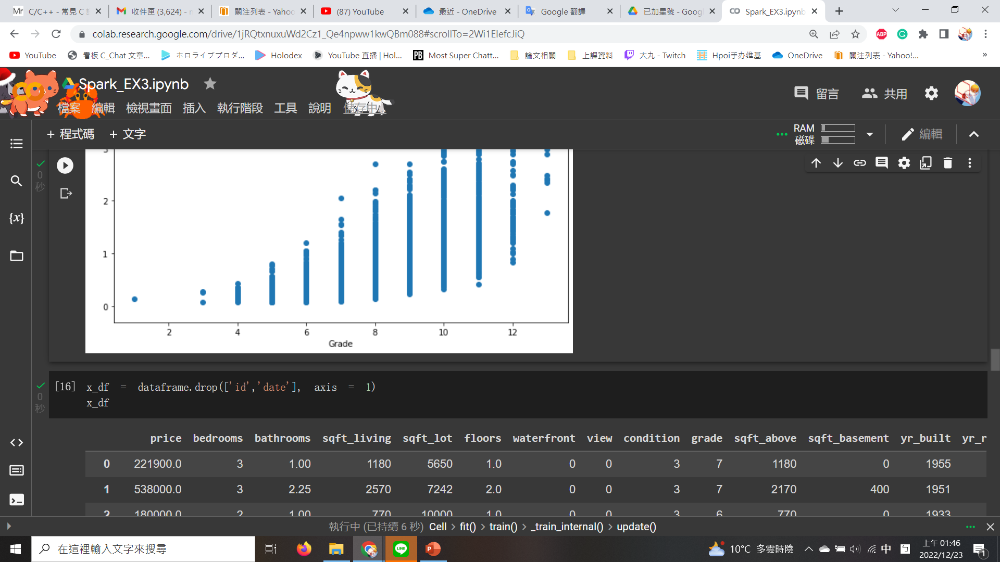 Mr C/C++ - 常見 C
收件匣 (3,624) -
關注列表 - Yahoo
(87) YouTube
最近 - OneDrive
Google 翻譯
已加星號 - Goog
Spark_EX3.ipynb
colab.research.google.com/drive/1jRQtxnuxuWd2Cz1_Qe4npww1kwQBm088#scrollTo=2Wi1EIefcJiQ
ABP
YouTube
看板 C_Chat 文章...
ホロライブプロダ...
Holodex
YouTube 直播 | Hol...
PB Most Super Chatt...
論文相關
上課資料
大丸 - Twitch
Hpoi手办维基
OneDrive
關注列表 - Yahoo!...
»
Spark_EX3.ipynb
留言
共用
檔案 編輯 檢視畫面 插入 執行階段 工具 說明 儲存中...
+ 程式碼 + 文字
RAM
磁碟
編輯
0
秒
3
2
1
0
2 4 6 8 10 12
Grade
{x}
0
秒
[16] x_df = dataframe.drop(['id','date'], axis = 1)
x_df
price bedrooms bathrooms sqft_living sqft_lot floors waterfront view condition grade sqft_above sqft_basement yr_built yr_r
0 221900.0 3 1.00 1180 5650 1.0 0 0 3 7 1180 0 1955
1 538000.0 3 2.25 2570 7242 2.0 0 0 3 7 2170 400 1951
2 180000.0 2 1.00 770 10000 1.0 0 0 3 6 770 0 1933
執行中 (已持續 6 秒) Cell > fit() > train() > _train_internal() > update()
在這裡輸入文字來搜尋
LINE
P
10°C 多雲時陰
中
上午 01:46
2022/12/23
1